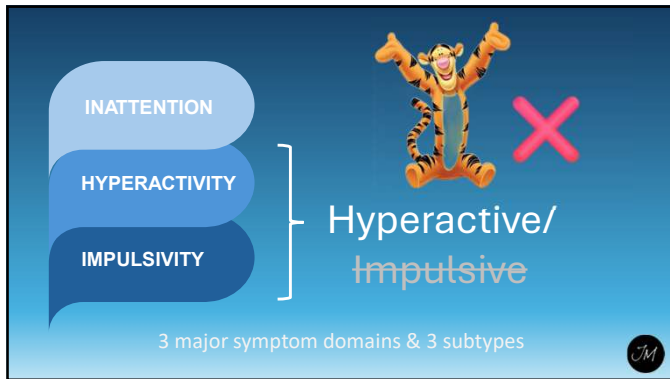 INATTENTION
HYPERACTIVITY
IMPULSIVITY
Hyperactive/
Impulsive
3 major symptom domains & 3 subtypes
JM